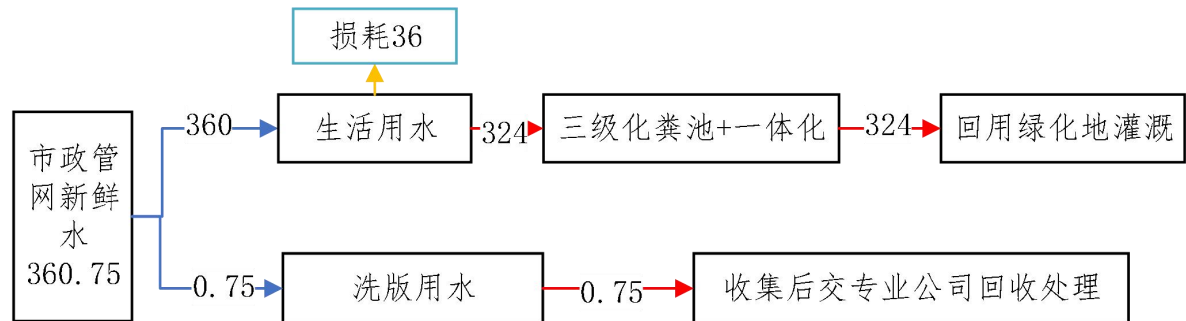 损耗36
市政管
网新鲜
水
360.75
360
生活用水
324
三级化粪池+一体化
324
回用绿化地灌溉
0.75
洗版用水
0.75
收集后交专业公司回收处理